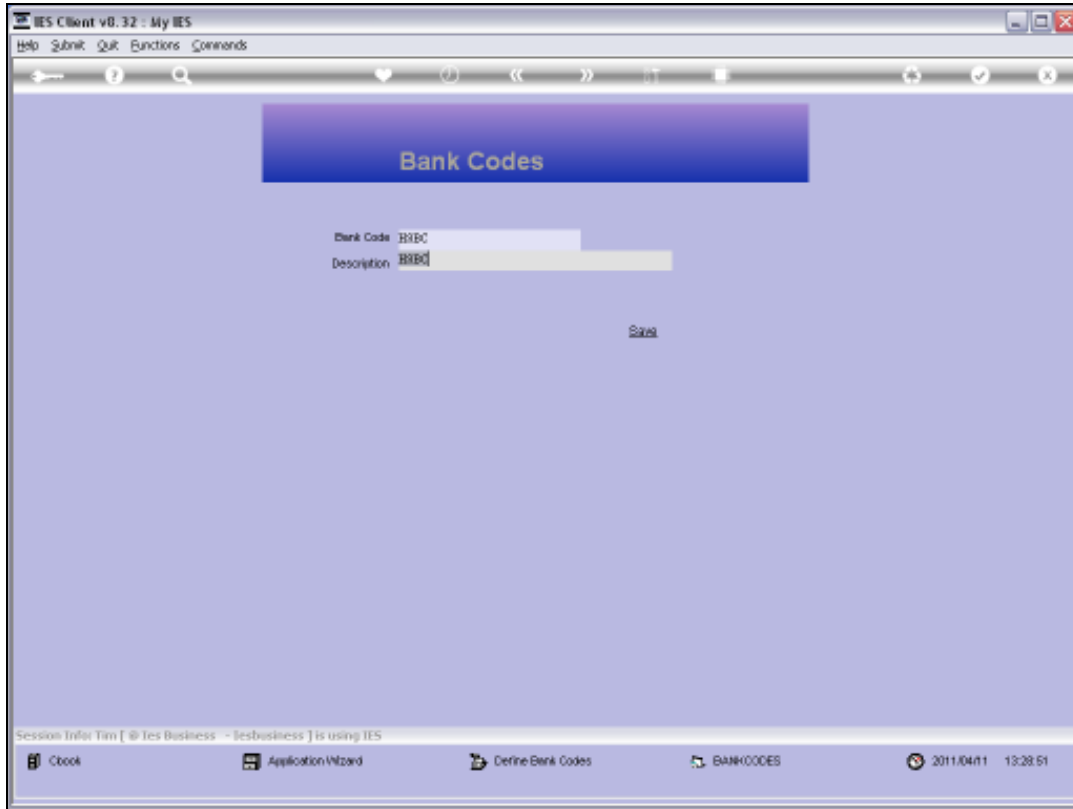 IES Client v8.32 : My IES
Help Submit Quit Functions Commands
Bank Codes
Bank Code HSBC
Description HSBC
Save
Session Info: Tim [ @ Ies Business - Iesbusiness ] is using IES
Cbook Application Wizard Define Bank Codes BANKCODES 2011/04/11 13:28:51